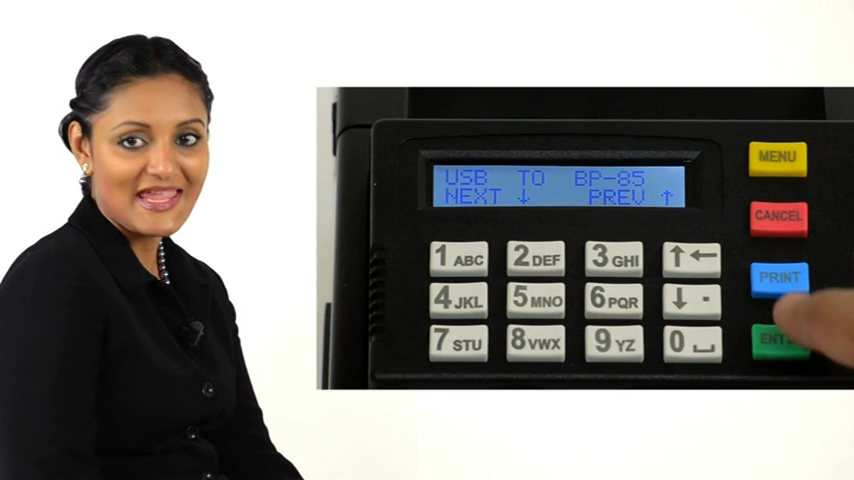 USB TO BP-85
NEXT ↓ PREV ↑
MENU
CANCEL
PRINT
1 ABC 2 DEF 3 GHI ↑←
4 JKL 5 MNO 6 PQR ↓ ·
7 STU 8 VWX 9 YZ 0 ⎵